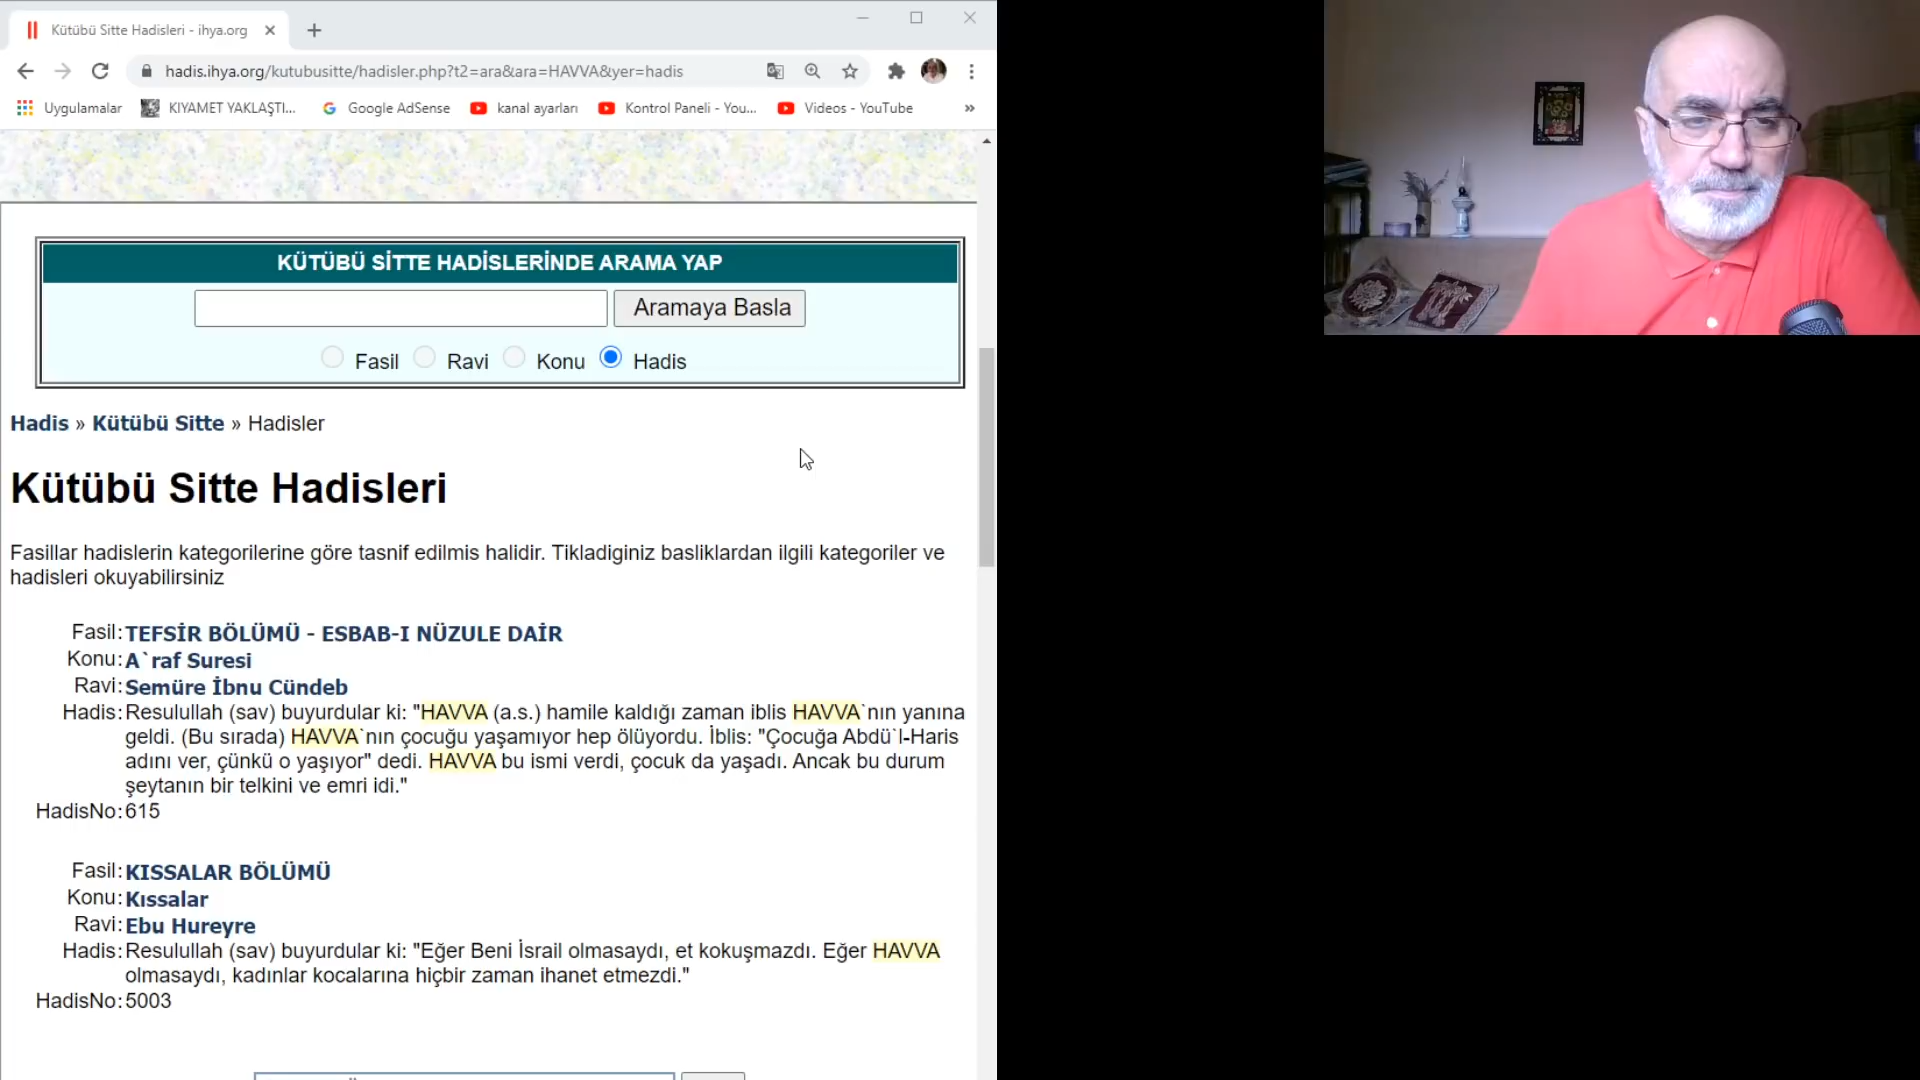 Kütübü Sitte Hadisleri - ihya.org
hadis.ihya.org/kutubusitte/hadisler.php?t2=ara&ara=HAVVA&yer=hadis
Uygulamalar
KIYAMET YAKLAŞTI...
Google AdSense
kanal ayarları
Kontrol Paneli - You...
Videos - YouTube
»
KÜTÜBÜ SİTTE HADİSLERİNDE ARAMA YAP
Aramaya Basla
Fasil Ravi Konu Hadis
Hadis » Kütübü Sitte » Hadisler
Kütübü Sitte Hadisleri
Fasillar hadislerin kategorilerine göre tasnif edilmis halidir. Tikladiginiz basliklardan ilgili kategoriler ve
hadisleri okuyabilirsiniz
Fasil: TEFSİR BÖLÜMÜ - ESBAB-I NÜZULE DAİR
Konu: A`raf Suresi
Ravi: Semüre İbnu Cündeb
Hadis: Resulullah (sav) buyurdular ki: "HAVVA (a.s.) hamile kaldığı zaman iblis HAVVA`nın yanına
geldi. (Bu sırada) HAVVA`nın çocuğu yaşamıyor hep ölüyordu. İblis: "Çocuğa Abdü`l-Haris
adını ver, çünkü o yaşıyor" dedi. HAVVA bu ismi verdi, çocuk da yaşadı. Ancak bu durum
şeytanın bir telkini ve emri idi."
HadisNo: 615
Fasil: KISSALAR BÖLÜMÜ
Konu: Kıssalar
Ravi: Ebu Hureyre
Hadis: Resulullah (sav) buyurdular ki: "Eğer Beni İsrail olmasaydı, et kokuşmazdı. Eğer HAVVA
olmasaydı, kadınlar kocalarına hiçbir zaman ihanet etmezdi."
HadisNo: 5003